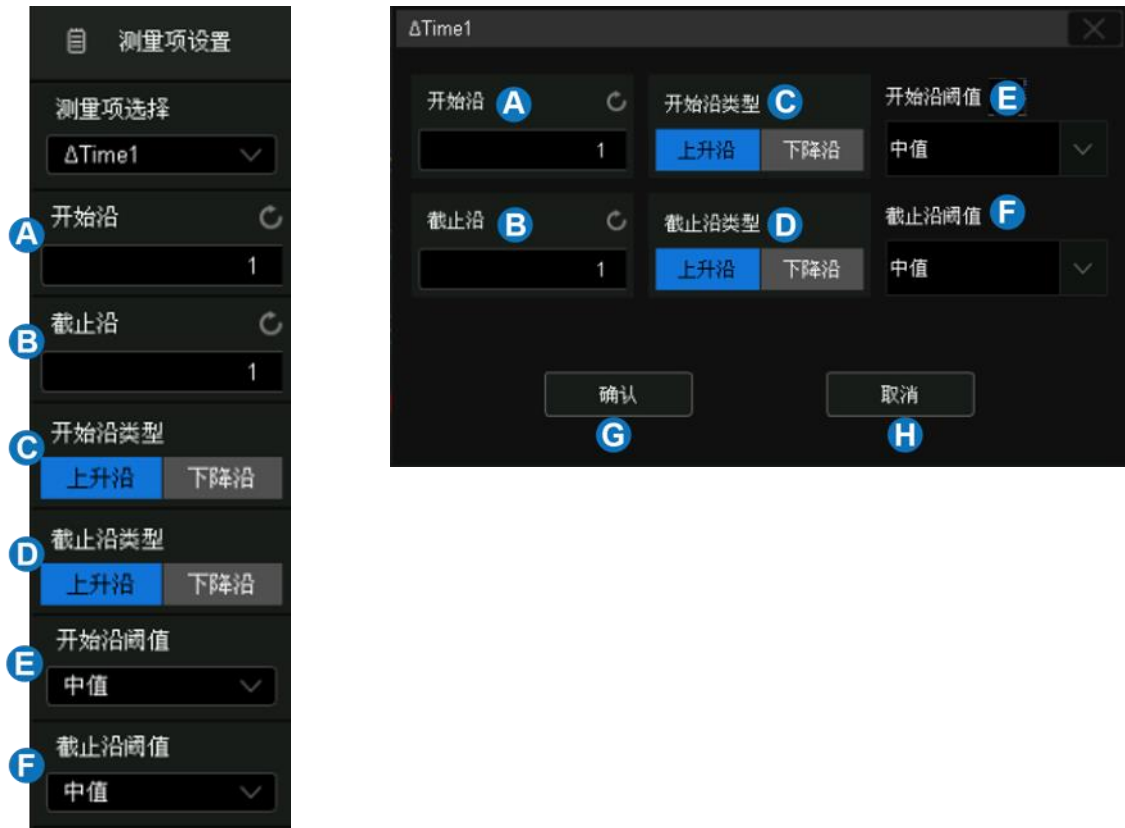 测量项设置
测量项选择
ΔTime1
A 开始沿
1
B 截止沿
1
C 开始沿类型
上升沿 下降沿
D 截止沿类型
上升沿 下降沿
E 开始沿阈值
中值
F 截止沿阈值
中值
ΔTime1
开始沿 A 开始沿类型 C 开始沿阈值 E
1 上升沿 下降沿 中值
截止沿 B 截止沿类型 D 截止沿阈值 F
1 上升沿 下降沿 中值
确认 取消
G H